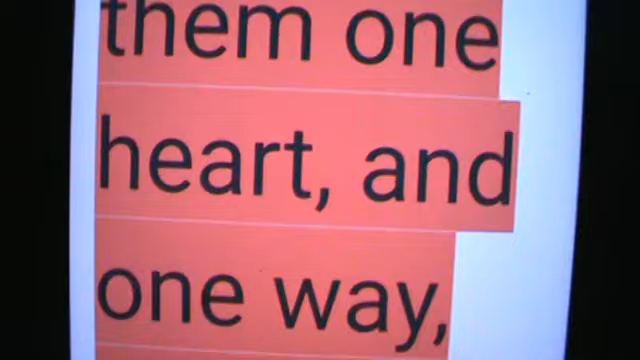 them one
heart, and
one way,